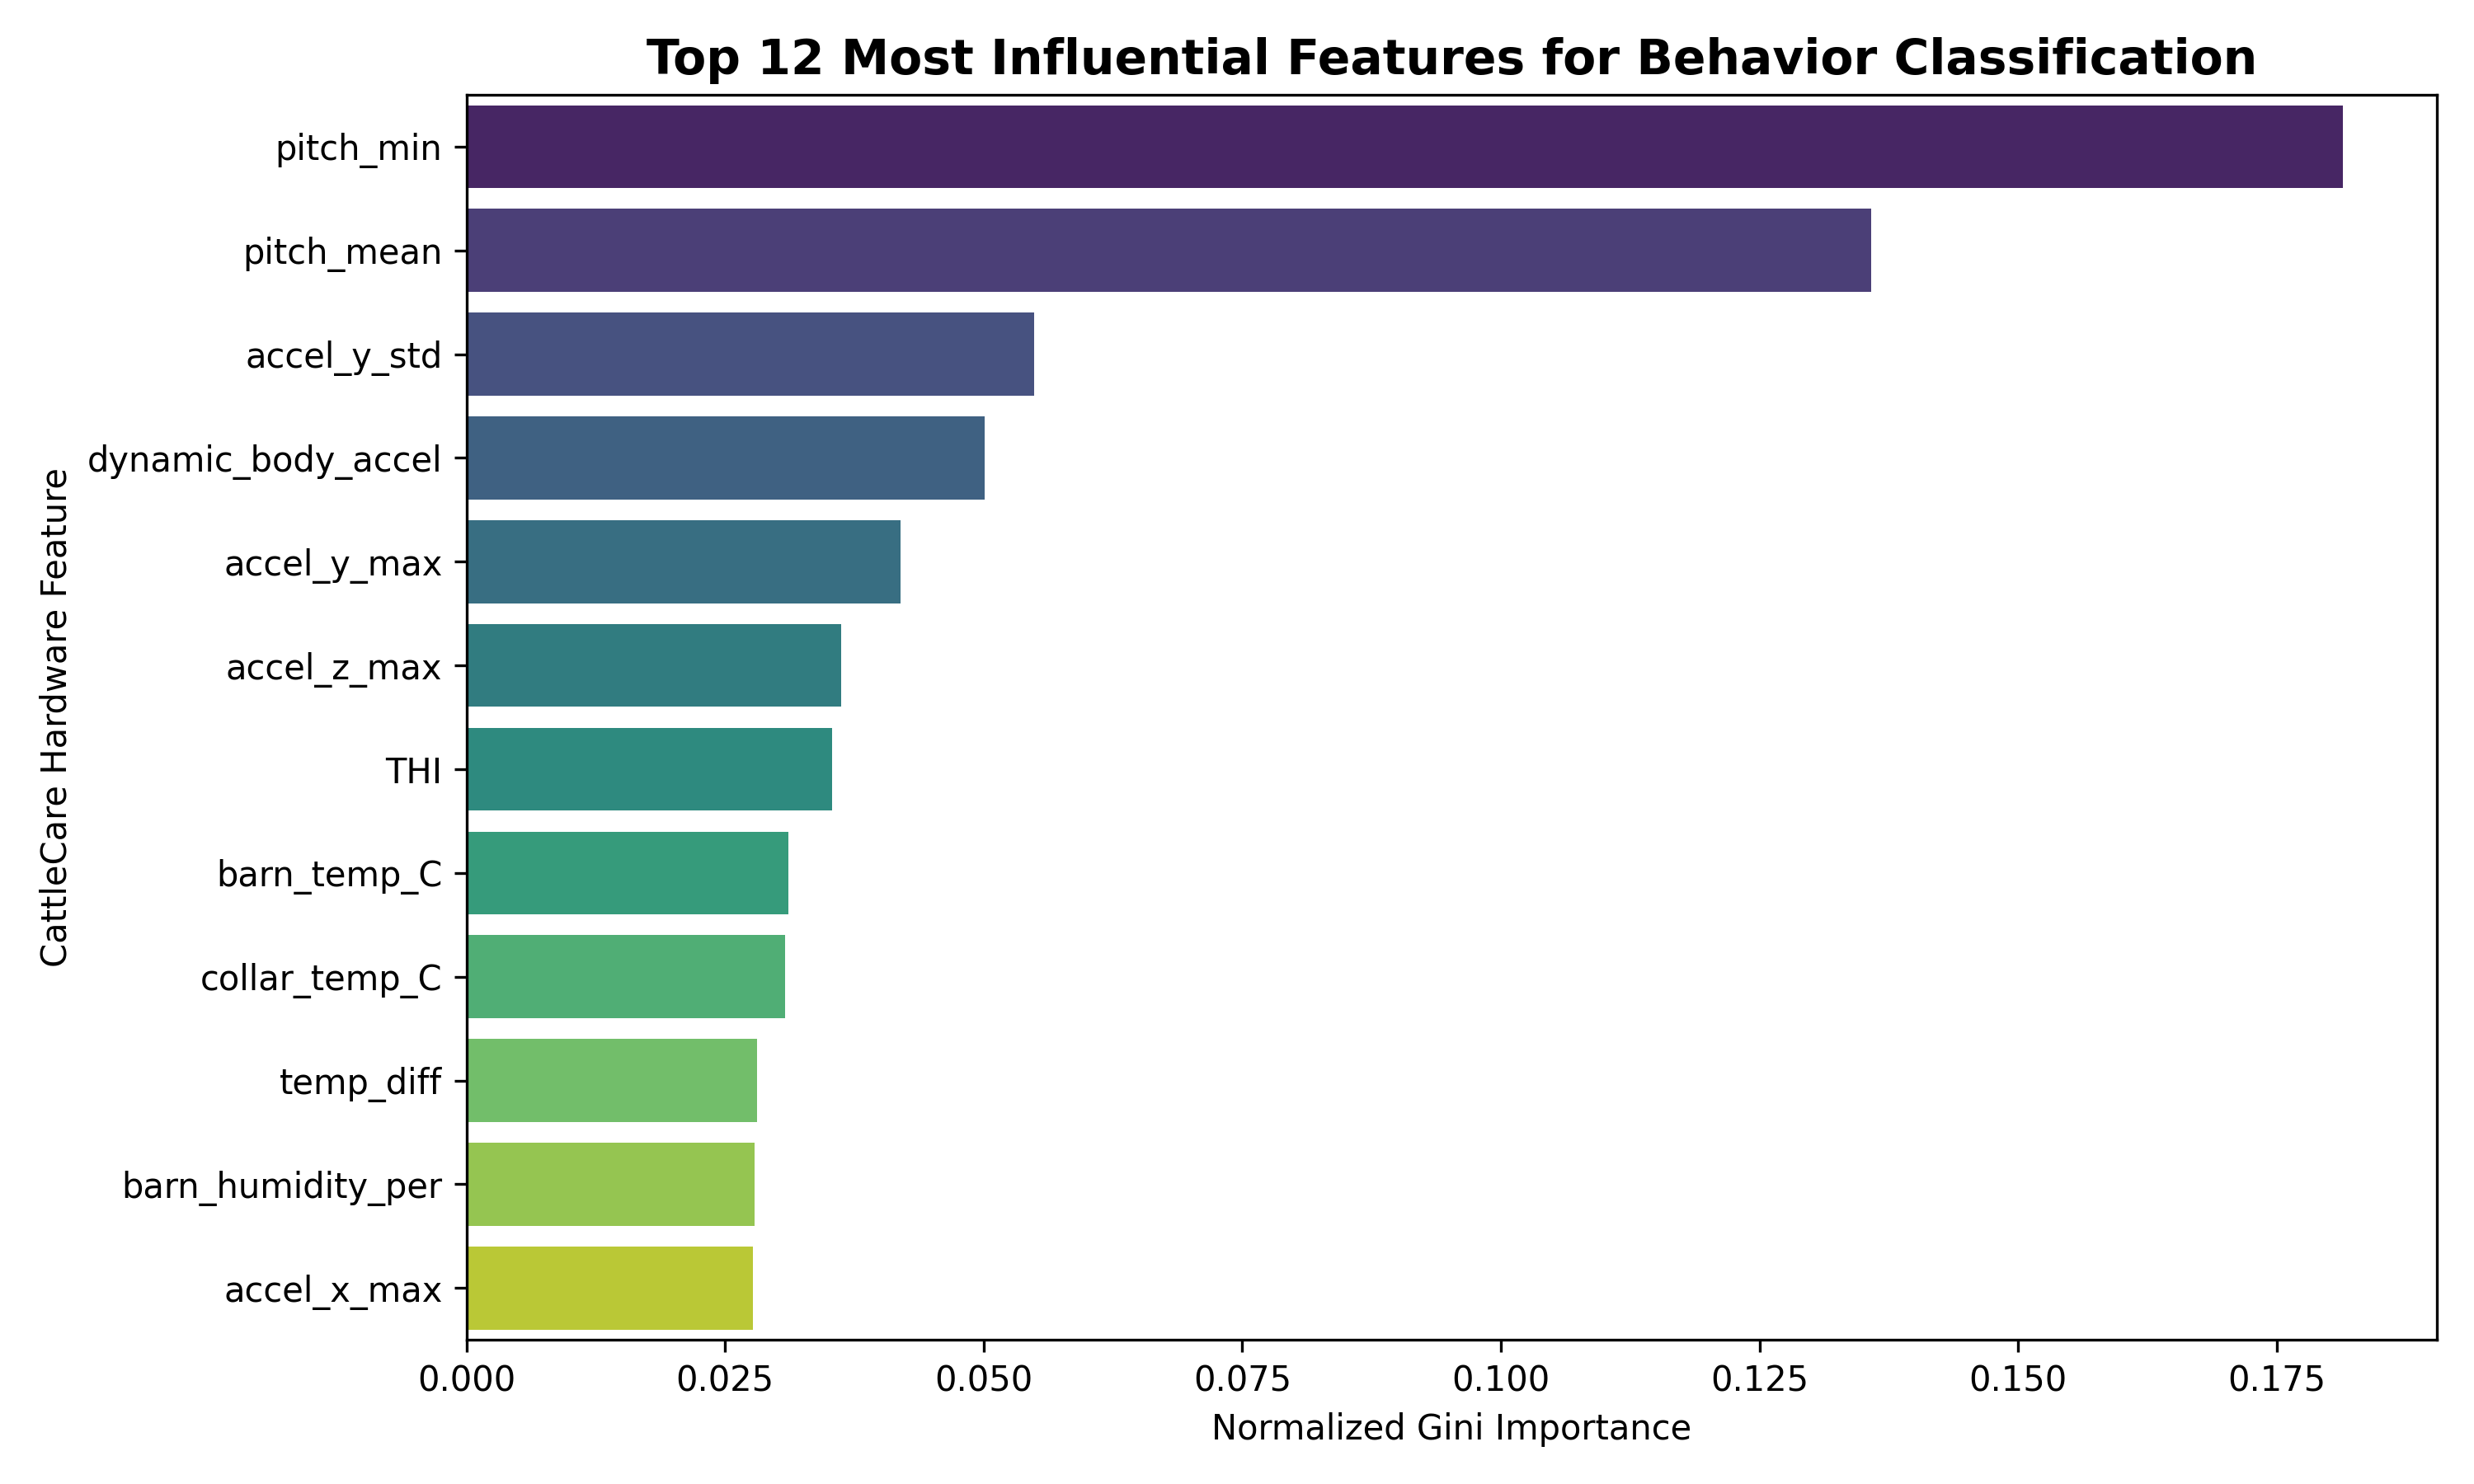 Top 12 Most Influential Features for Behavior Classification
CattleCare Hardware Feature
pitch_min
pitch_mean
accel_y_std
dynamic_body_accel
accel_y_max
accel_z_max
THI
barn_temp_C
collar_temp_C
temp_diff
barn_humidity_per
accel_x_max
0.000 0.025 0.050 0.075 0.100 0.125 0.150 0.175
Normalized Gini Importance